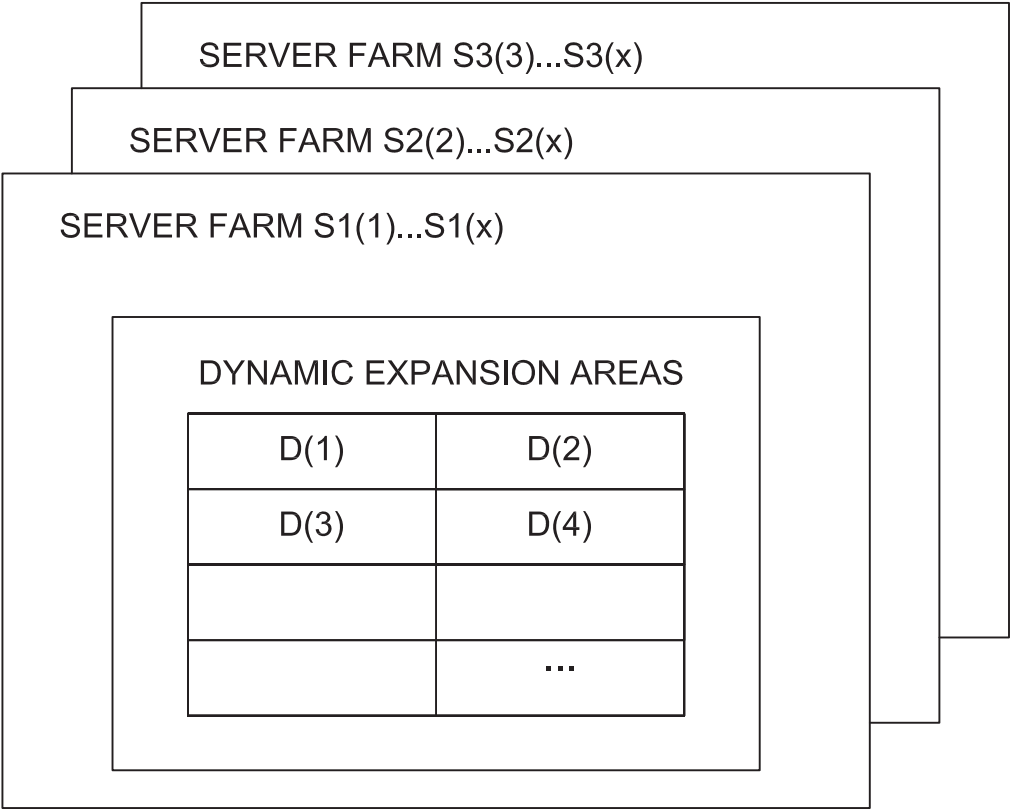 SERVER FARM S3(3)...S3(x)
SERVER FARM S2(2)...S2(x)
SERVER FARM S1(1)...S1(x)
DYNAMIC EXPANSION AREAS
D(1) D(2)
D(3) D(4)
...